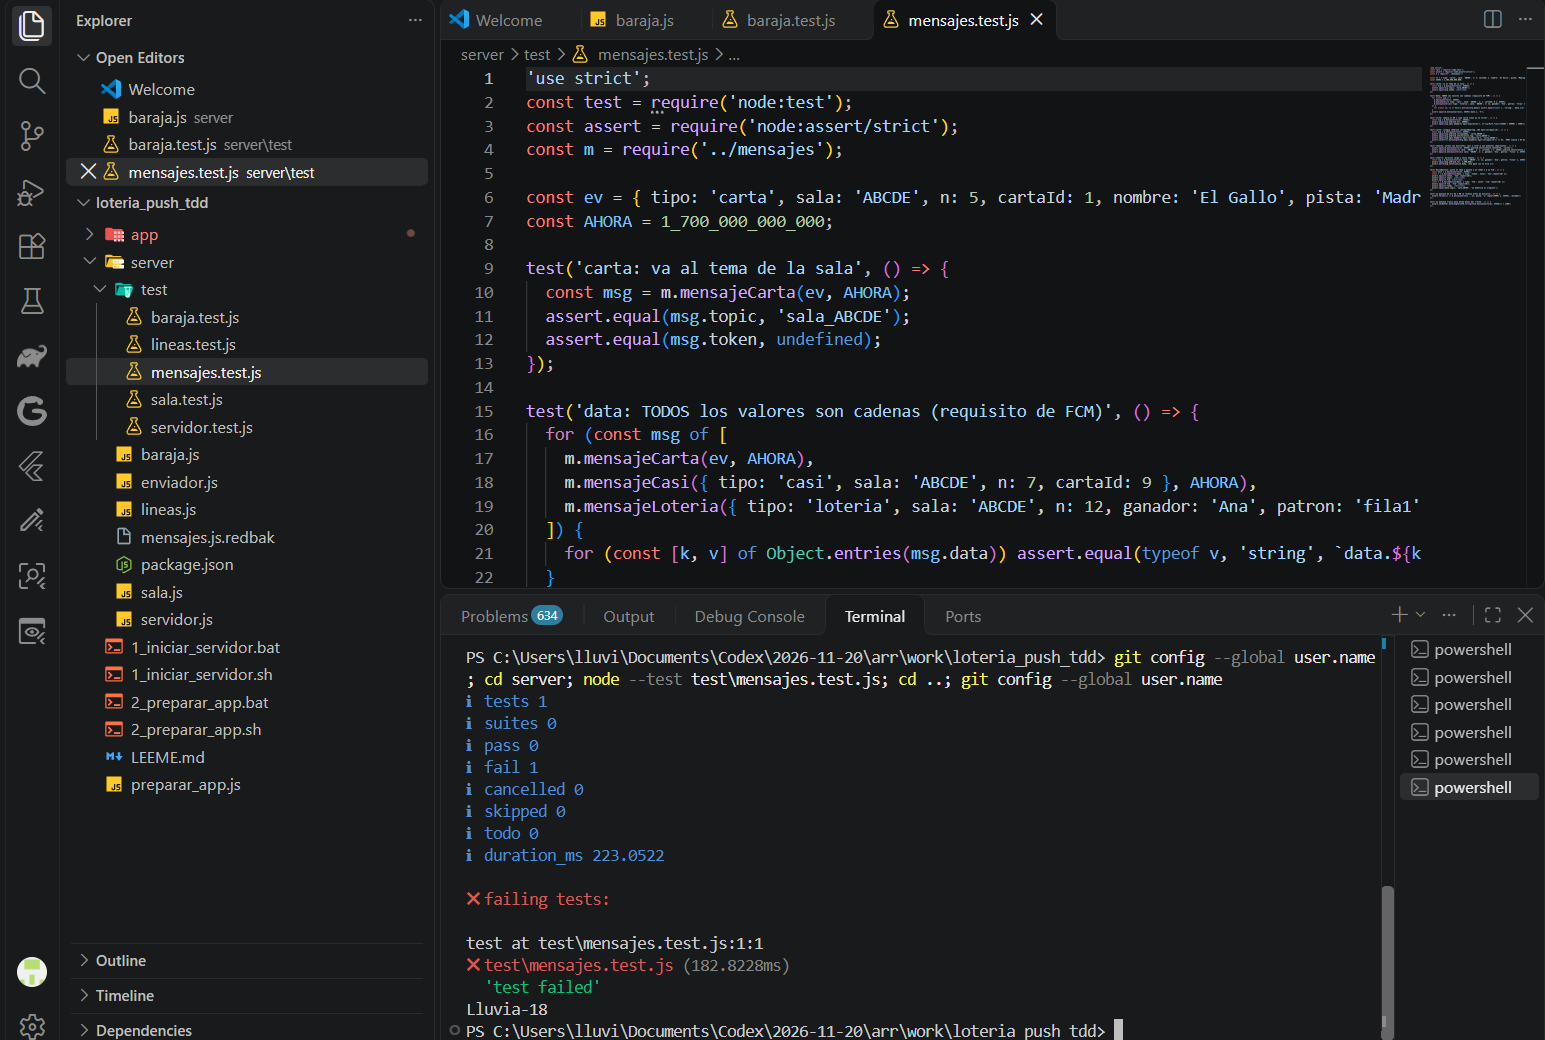 Explorer
Open Editors
Welcome
baraja.js server
baraja.test.js server\test
mensajes.test.js server\test
loteria_push_tdd
app
server
test
baraja.test.js
lineas.test.js
mensajes.test.js
sala.test.js
servidor.test.js
baraja.js
enviador.js
lineas.js
mensajes.js.redbak
package.json
sala.js
servidor.js
1_iniciar_servidor.bat
1_iniciar_servidor.sh
2_preparar_app.bat
2_preparar_app.sh
LEEME.md
preparar_app.js
Outline
Timeline
Dependencies
Welcome baraja.js baraja.test.js mensajes.test.js
server > test > mensajes.test.js > ...
1 'use strict';
2 const test = require('node:test');
3 const assert = require('node:assert/strict');
4 const m = require('../mensajes');
5
6 const ev = { tipo: 'carta', sala: 'ABCDE', n: 5, cartaId: 1, nombre: 'El Gallo', pista: 'Madr
7 const AHORA = 1_700_000_000_000;
8
9 test('carta: va al tema de la sala', () => {
10 const msg = m.mensajeCarta(ev, AHORA);
11 assert.equal(msg.topic, 'sala_ABCDE');
12 assert.equal(msg.token, undefined);
13 });
14
15 test('data: TODOS los valores son cadenas (requisito de FCM)', () => {
16 for (const msg of [
17 m.mensajeCarta(ev, AHORA),
18 m.mensajeCasi({ tipo: 'casi', sala: 'ABCDE', n: 7, cartaId: 9 }, AHORA),
19 m.mensajeLoteria({ tipo: 'loteria', sala: 'ABCDE', n: 12, ganador: 'Ana', patron: 'fila1'
20 ]) {
21 for (const [k, v] of Object.entries(msg.data)) assert.equal(typeof v, 'string', `data.${k
22 }
Problems 634 Output Debug Console Terminal Ports
PS C:\Users\lluvi\Documents\Codex\2026-11-20\arr\work\loteria_push_tdd> git config --global user.name
; cd server; node --test test\mensajes.test.js; cd ..; git config --global user.name
ℹ tests 1
ℹ suites 0
ℹ pass 0
ℹ fail 1
ℹ cancelled 0
ℹ skipped 0
ℹ todo 0
ℹ duration_ms 223.0522
✖ failing tests:
test at test\mensajes.test.js:1:1
✖ test\mensajes.test.js (182.8228ms)
'test failed'
Lluvia-18
PS C:\Users\lluvi\Documents\Codex\2026-11-20\arr\work\loteria_push_tdd>
powershell
powershell
powershell
powershell
powershell
powershell